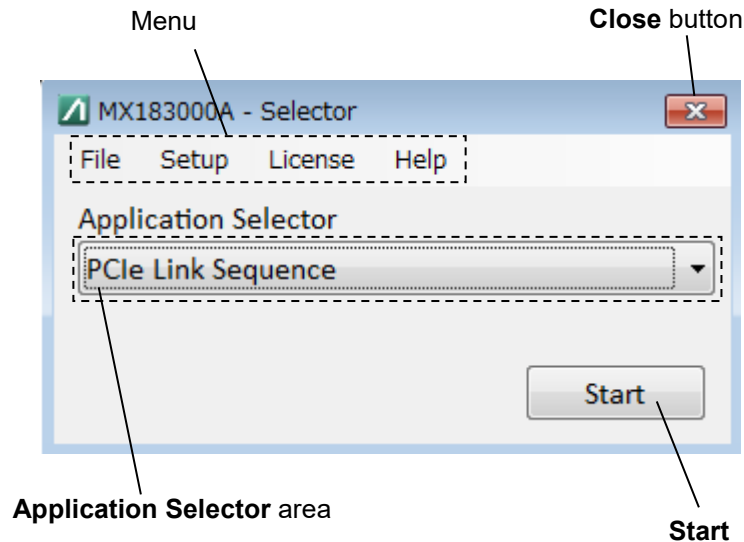 Menu
Close button
MX183000A - Selector
File Setup License Help
Application Selector
PCIe Link Sequence
Start
Application Selector area
Start